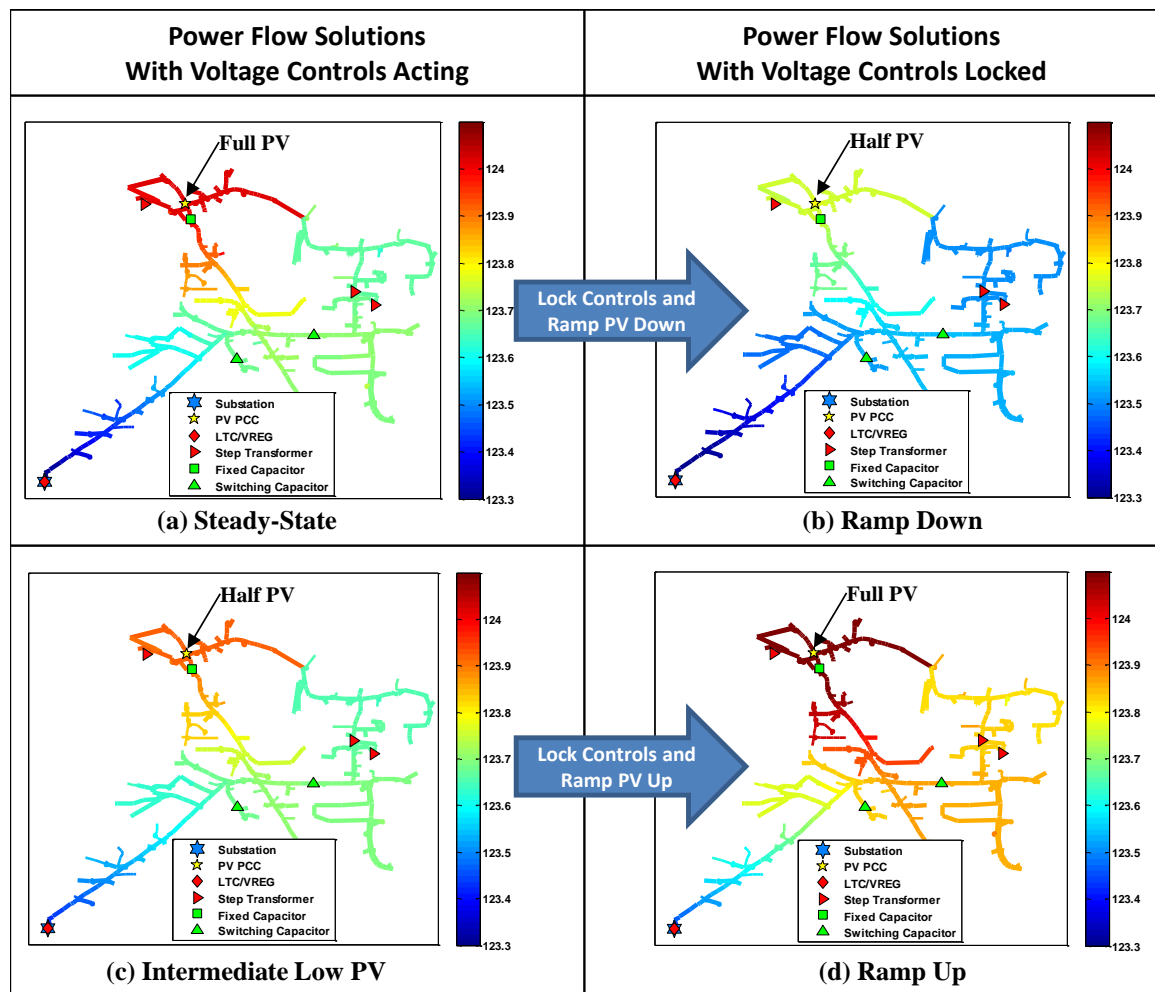 Power Flow Solutions
With Voltage Controls Acting
Power Flow Solutions
With Voltage Controls Locked
Full PV
124
123.9
123.8
123.7
123.6
123.5
123.4
123.3
Substation
PV PCC
LTC/VREG
Step Transformer
Fixed Capacitor
Switching Capacitor
(a) Steady-State
Lock Controls and
Ramp PV Down
Half PV
124
123.9
123.8
123.7
123.6
123.5
123.4
123.3
Substation
PV PCC
LTC/VREG
Step Transformer
Fixed Capacitor
Switching Capacitor
(b) Ramp Down
Half PV
124
123.9
123.8
123.7
123.6
123.5
123.4
123.3
Substation
PV PCC
LTC/VREG
Step Transformer
Fixed Capacitor
Switching Capacitor
(c) Intermediate Low PV
Lock Controls and
Ramp PV Up
Full PV
124
123.9
123.8
123.7
123.6
123.5
123.4
123.3
Substation
PV PCC
LTC/VREG
Step Transformer
Fixed Capacitor
Switching Capacitor
(d) Ramp Up